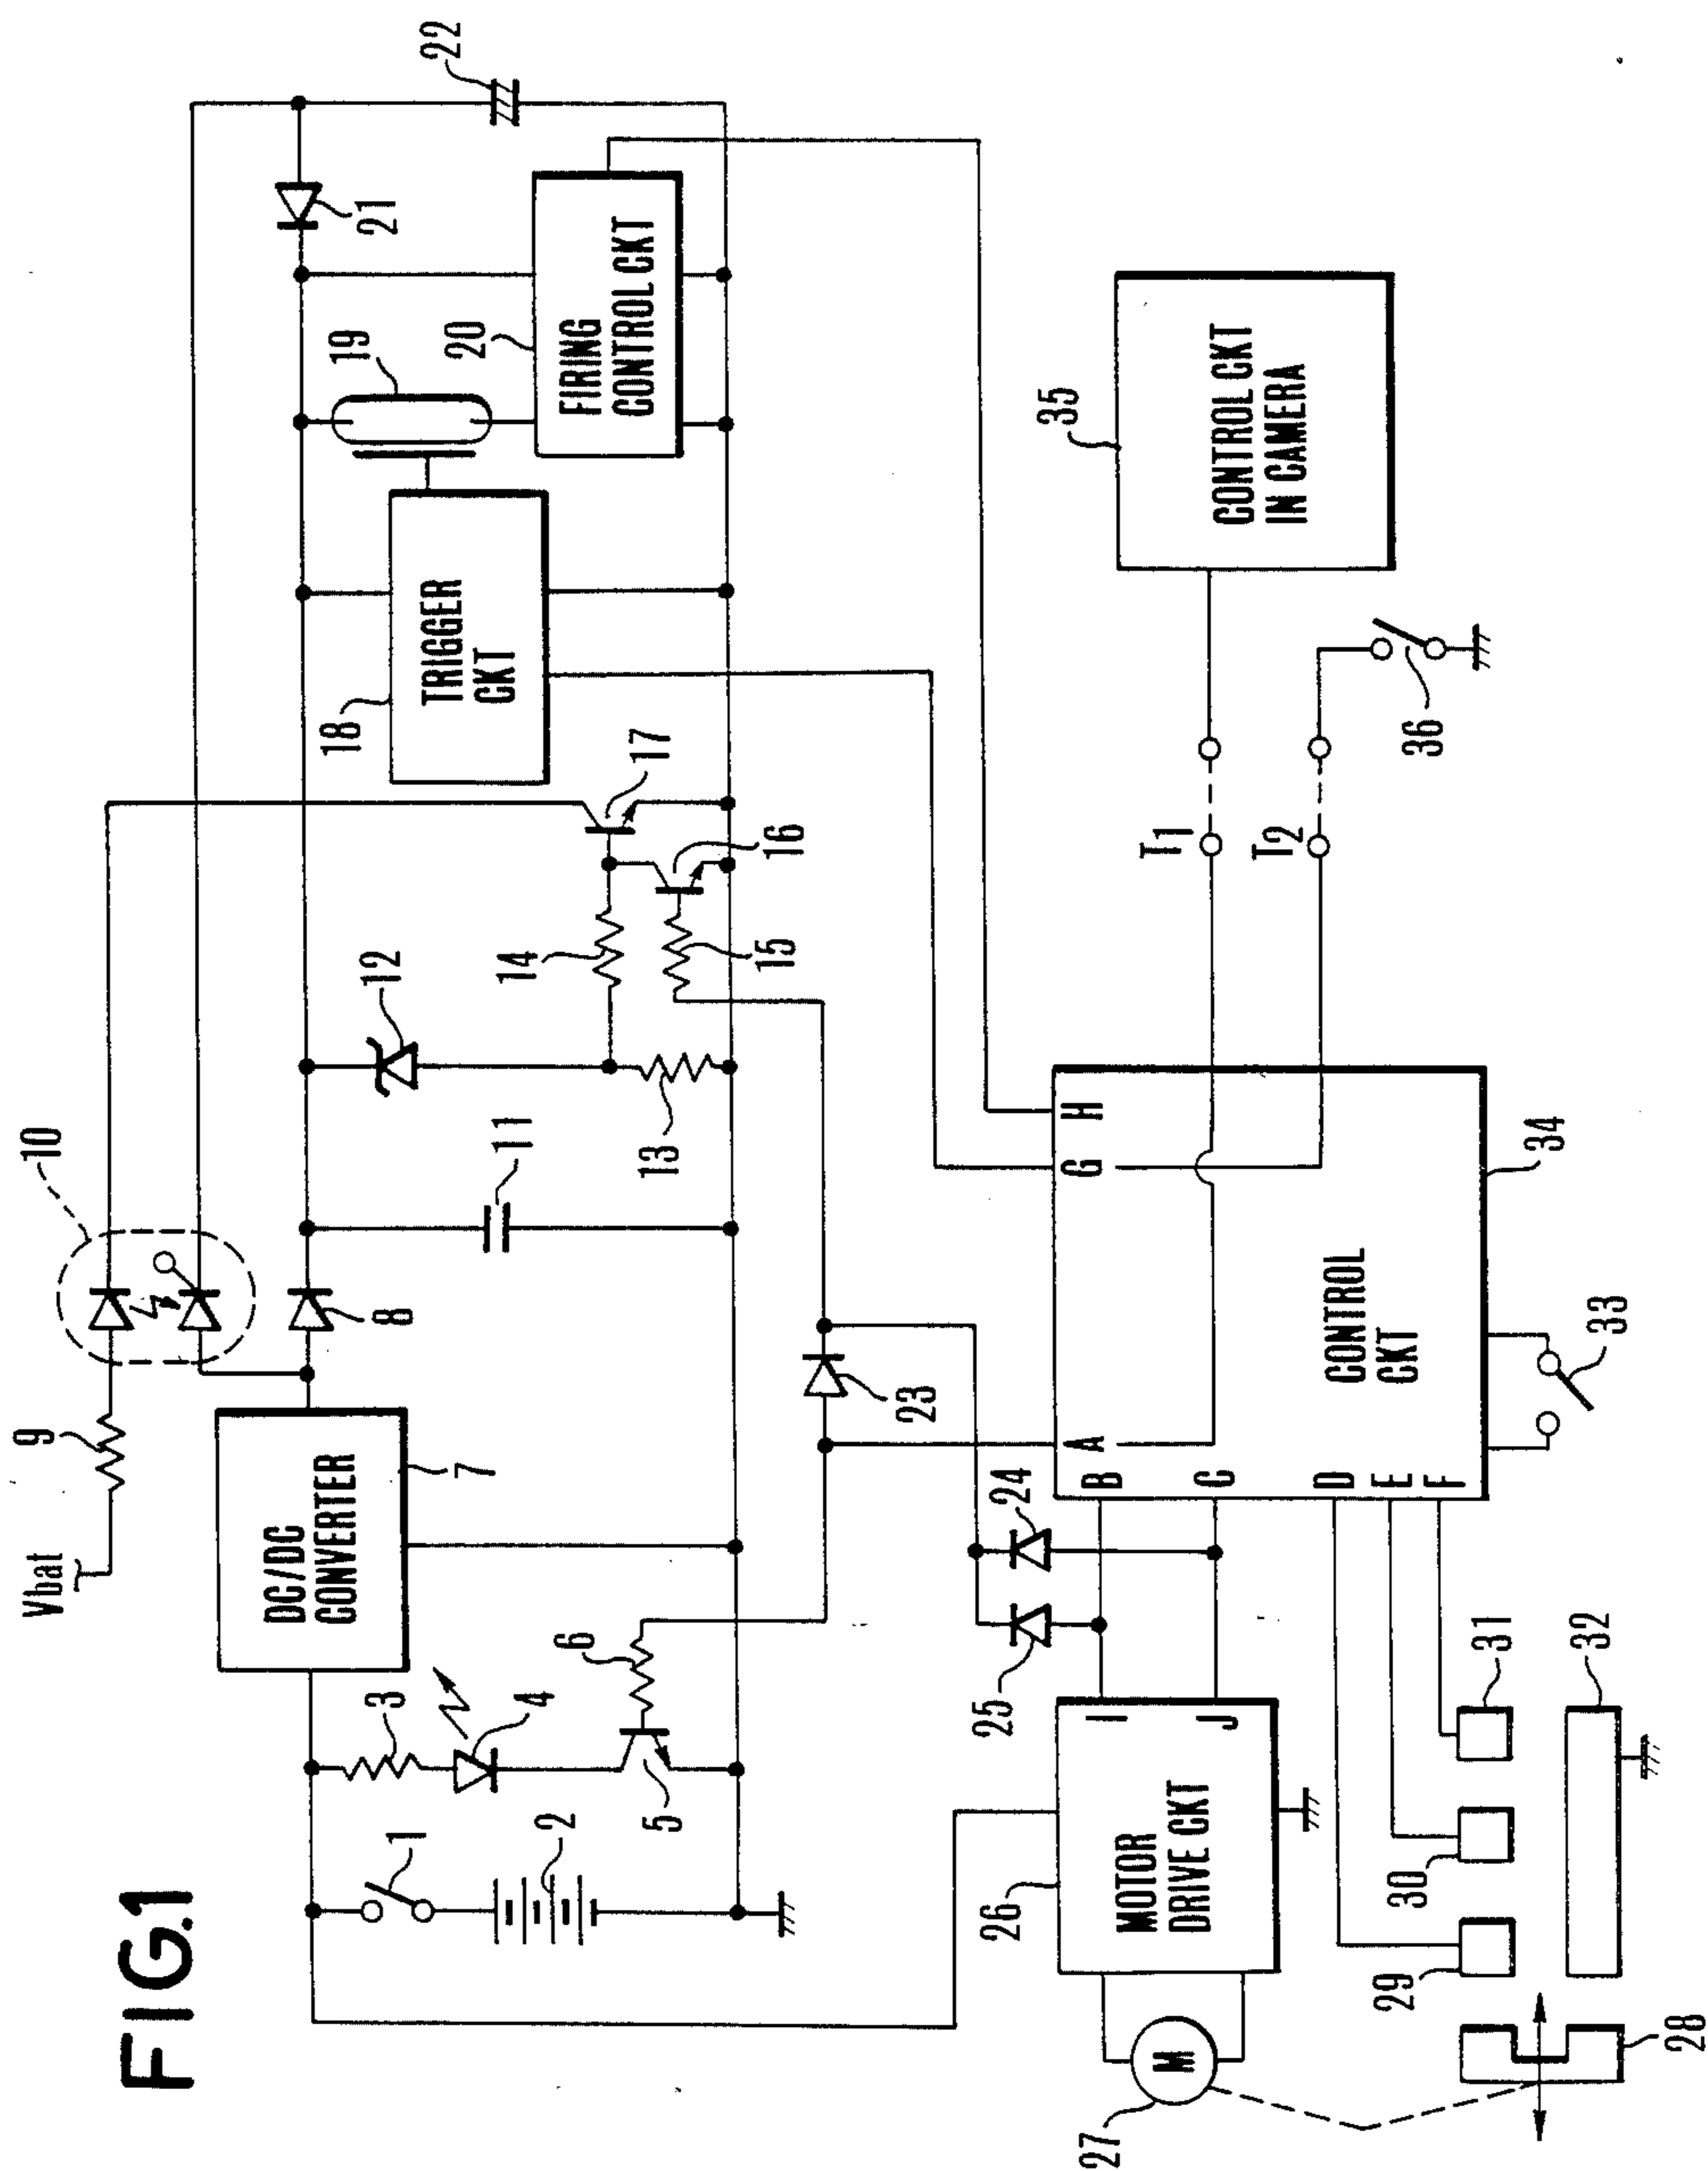 FIG.1
Vbat
9
10
DC/DC
CONVERTER
7
8
11
12
13
14
15
16
17
18
TRIGGER
CKT
19
20
FIRING
CONTROL CKT
21
22
1
2
3
4
5
6
23
24
25
26
MOTOR
DRIVE CKT
I
J
27
M
28
29
30
31
32
A
B
C
D
E
F
G
H
CONTROL
CKT
33
34
T1
T2
35
CONTROL CKT
IN CAMERA
36